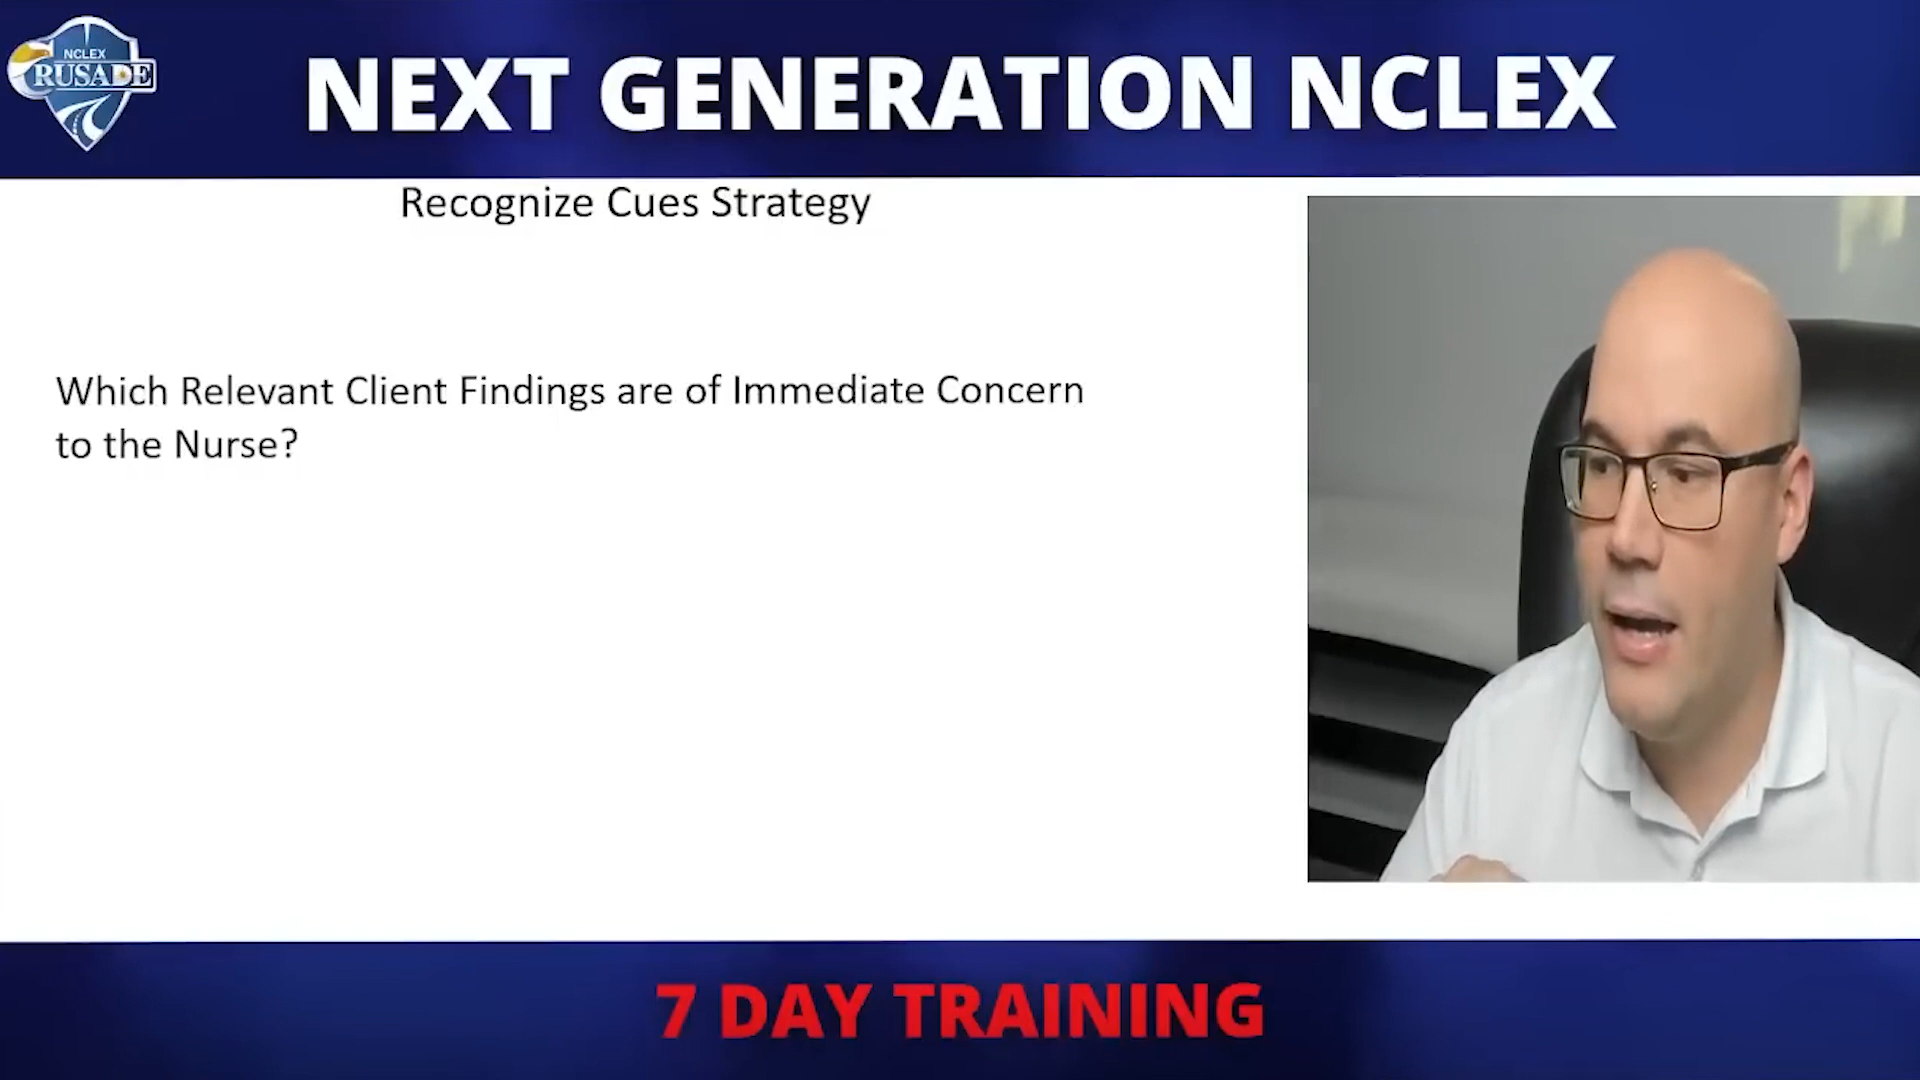 NCLEX
CRUSADE
NEXT GENERATION NCLEX
Recognize Cues Strategy
Which Relevant Client Findings are of Immediate Concern
to the Nurse?
7 DAY TRAINING